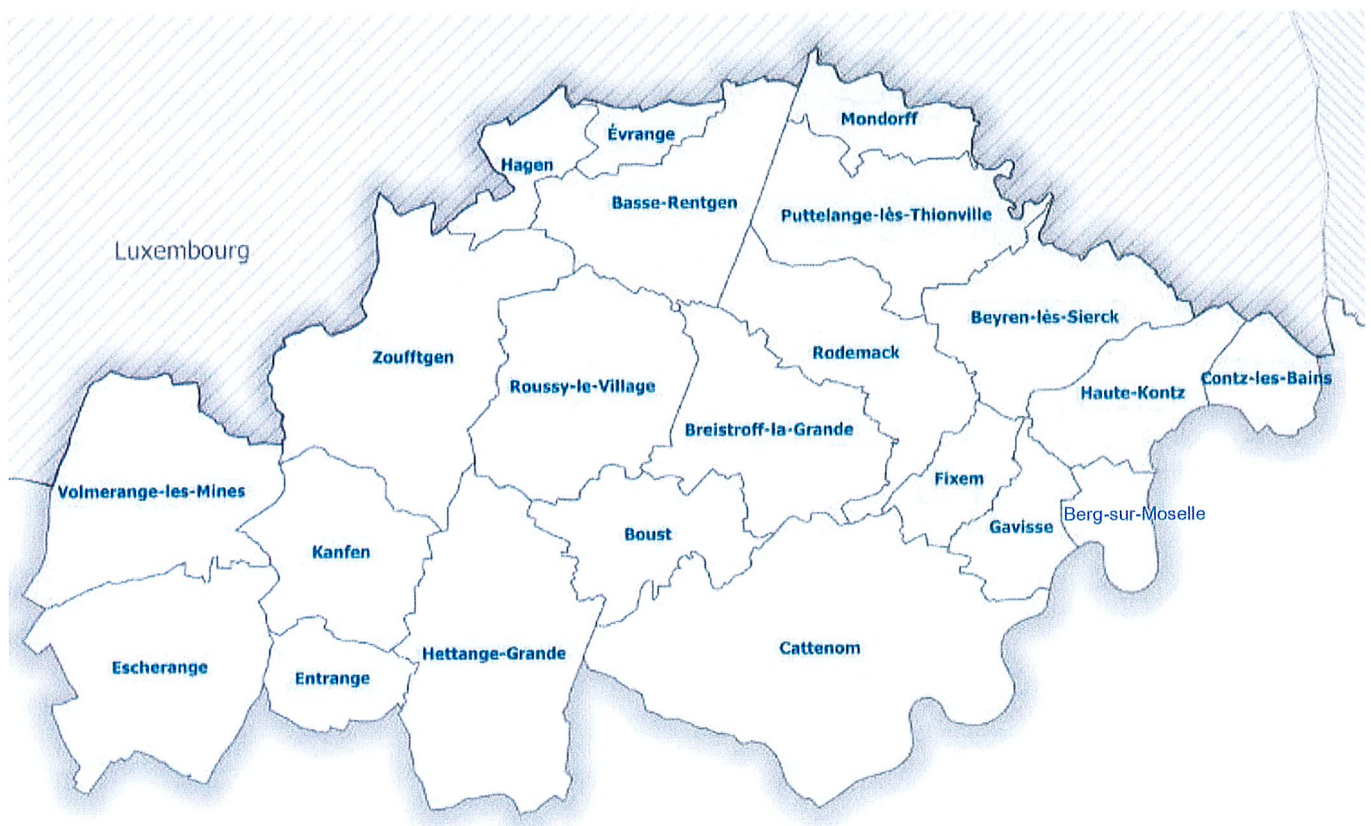 Mondorff
Évrange
Hagen
Basse-Rentgen
Puttelange-lès-Thionville
Luxembourg
Beyren-lès-Sierck
Rodemack
Zoufftgen
Contz-les-Bains
Roussy-le-Village
Haute-Kontz
Breistroff-la-Grande
Fixem
Volmerange-les-Mines
Berg-sur-Moselle
Gavisse
Boust
Kanfen
Cattenom
Hettange-Grande
Escherange
Entrange